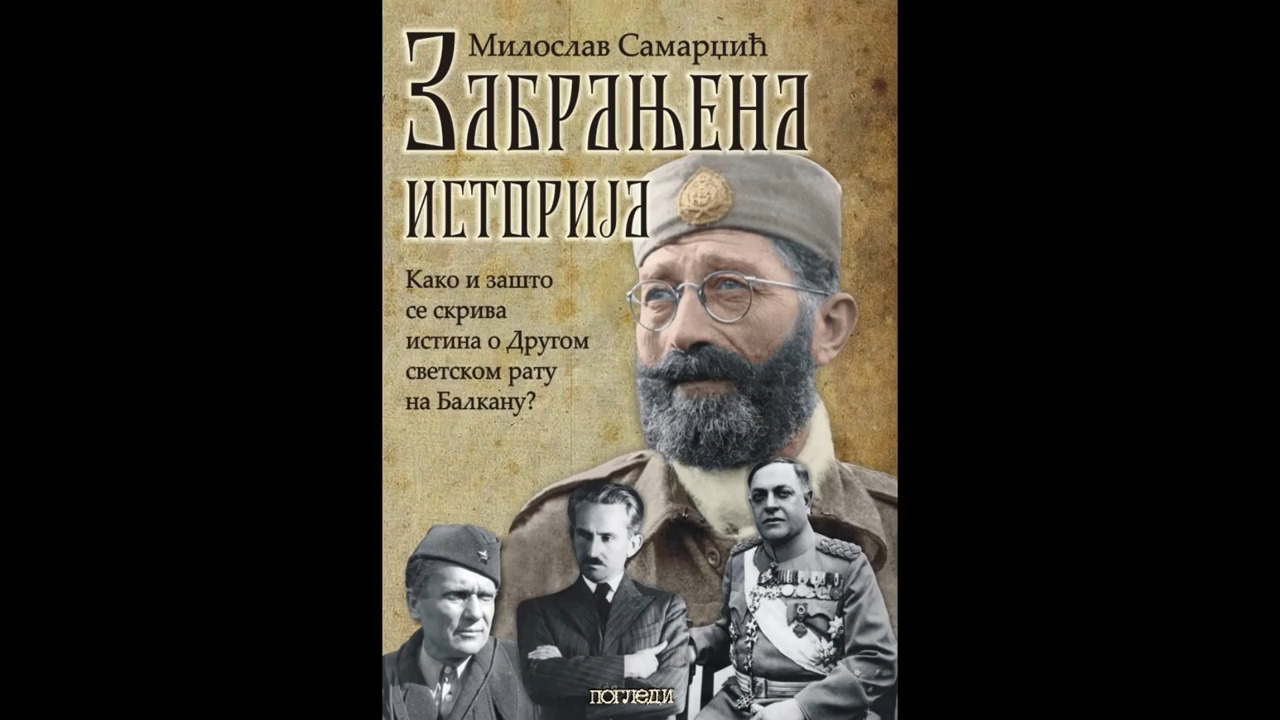 Милослав Самарџић
Забрањена
историја
Како и зашто
се скрива
истина о Другом
светском рату
на Балкану?
погледи